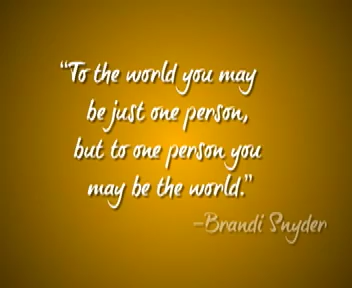 “To the world you may
be just one person,
but to one person you
may be the world.”
–Brandi Snyder